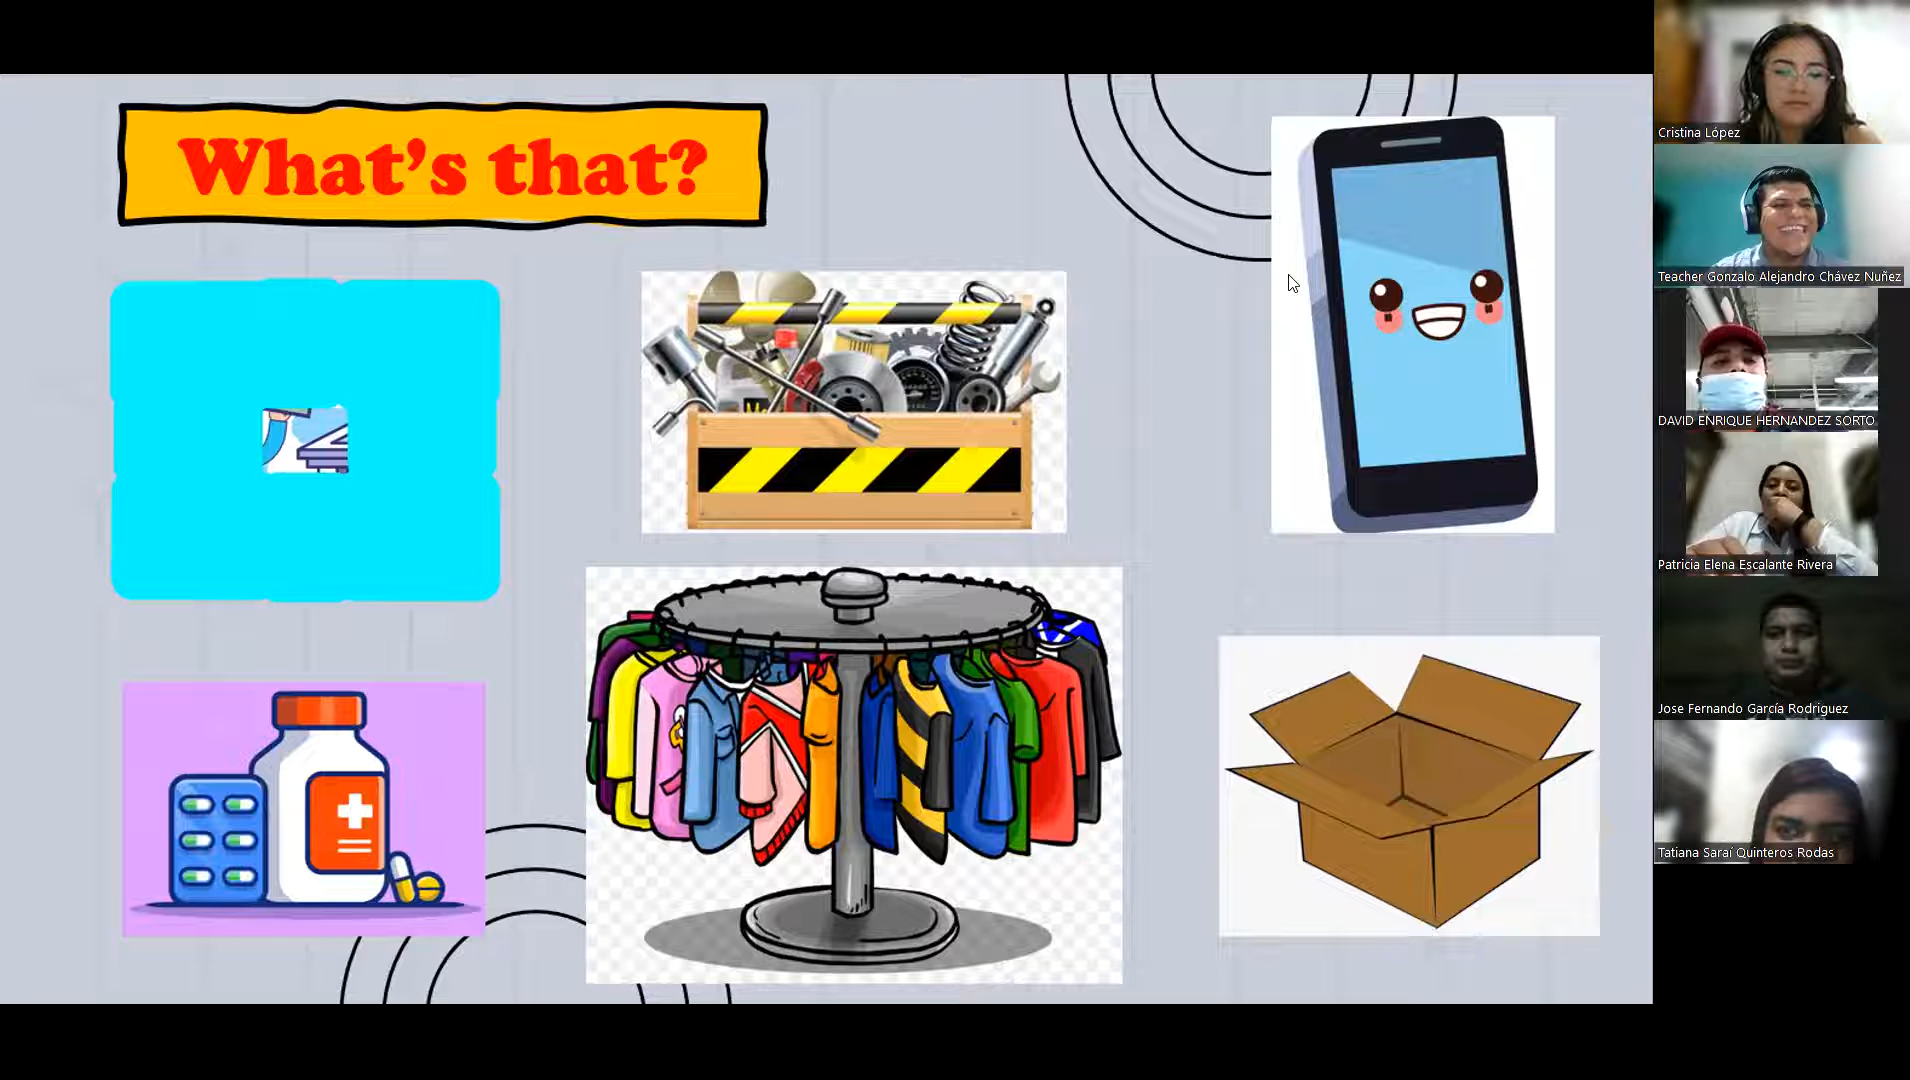 What's that?
Cristina López
Teacher Gonzalo Alejandro Chávez Nuñez
DAVID ENRIQUE HERNANDEZ SORTO
Patricia Elena Escalante Rivera
Jose Fernando García Rodriguez
Tatiana Saraí Quinteros Rodas